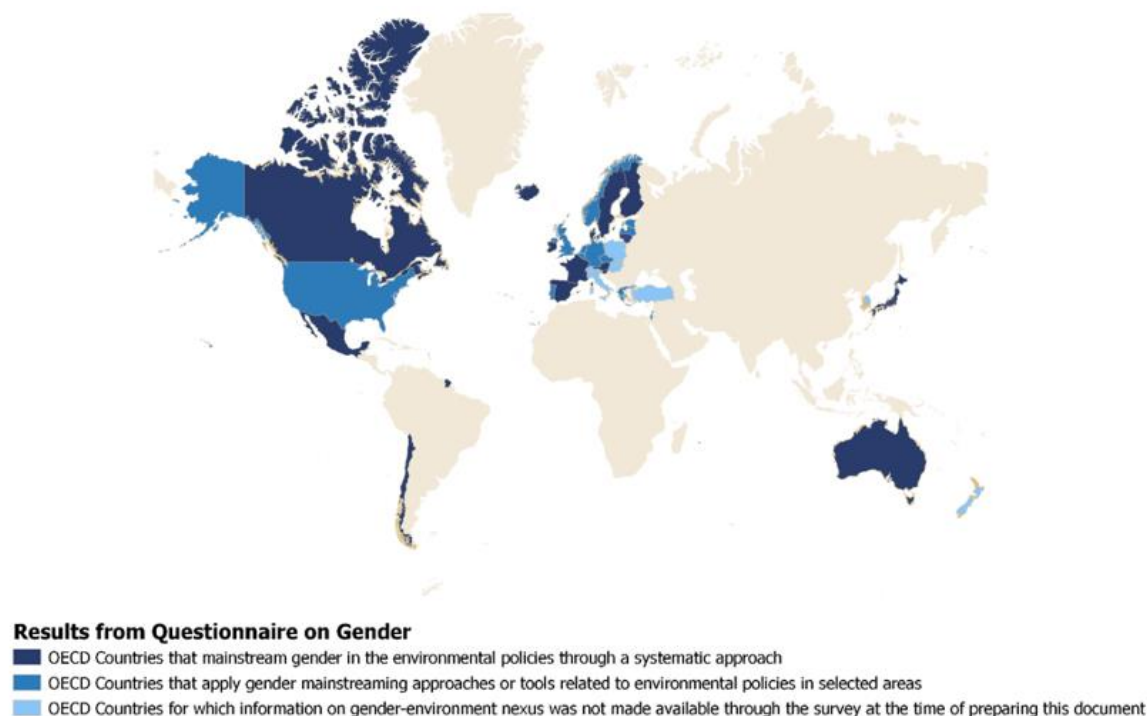 Results from Questionnaire on Gender
OECD Countries that mainstream gender in the environmental policies through a systematic approach
OECD Countries that apply gender mainstreaming approaches or tools related to environmental policies in selected areas
OECD Countries for which information on gender-environment nexus was not made available through the survey at the time of preparing this document